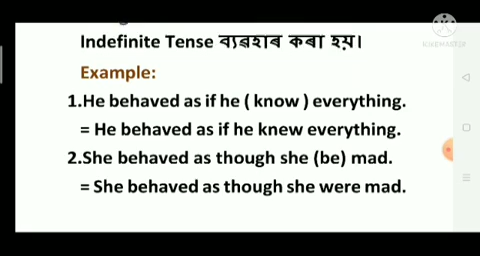 Indefinite Tense ব্যৱহাৰ কৰা হয়।
Example:
1.He behaved as if he ( know ) everything.
= He behaved as if he knew everything.
2.She behaved as though she (be) mad.
= She behaved as though she were mad.
KINEMASTER